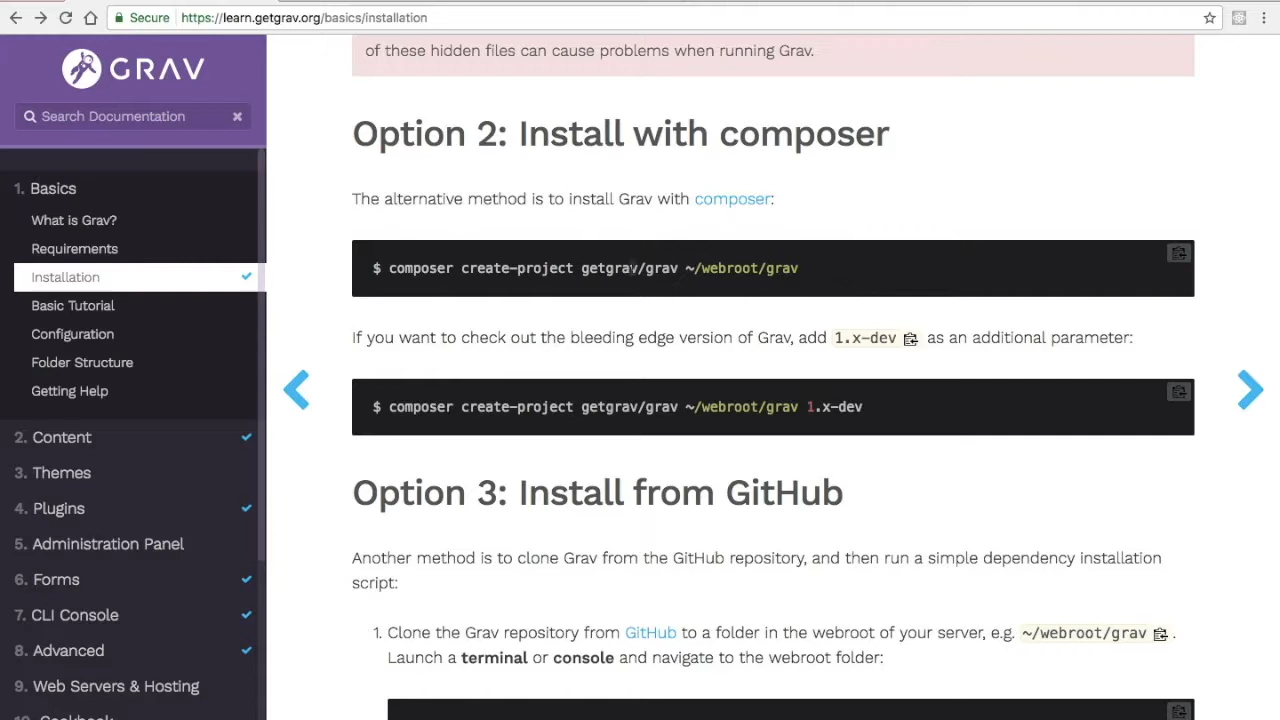 Secure https://learn.getgrav.org/basics/installation
GRAV
Search Documentation
1. Basics
What is Grav?
Requirements
Installation
Basic Tutorial
Configuration
Folder Structure
Getting Help
2. Content
3. Themes
4. Plugins
5. Administration Panel
6. Forms
7. CLI Console
8. Advanced
9. Web Servers & Hosting
10. Cookbook
of these hidden files can cause problems when running Grav.
Option 2: Install with composer
The alternative method is to install Grav with composer:
$ composer create-project getgrav/grav ~/webroot/grav
If you want to check out the bleeding edge version of Grav, add 1.x-dev as an additional parameter:
$ composer create-project getgrav/grav ~/webroot/grav 1.x-dev
Option 3: Install from GitHub
Another method is to clone Grav from the GitHub repository, and then run a simple dependency installation
script:
1. Clone the Grav repository from GitHub to a folder in the webroot of your server, e.g. ~/webroot/grav .
Launch a terminal or console and navigate to the webroot folder: